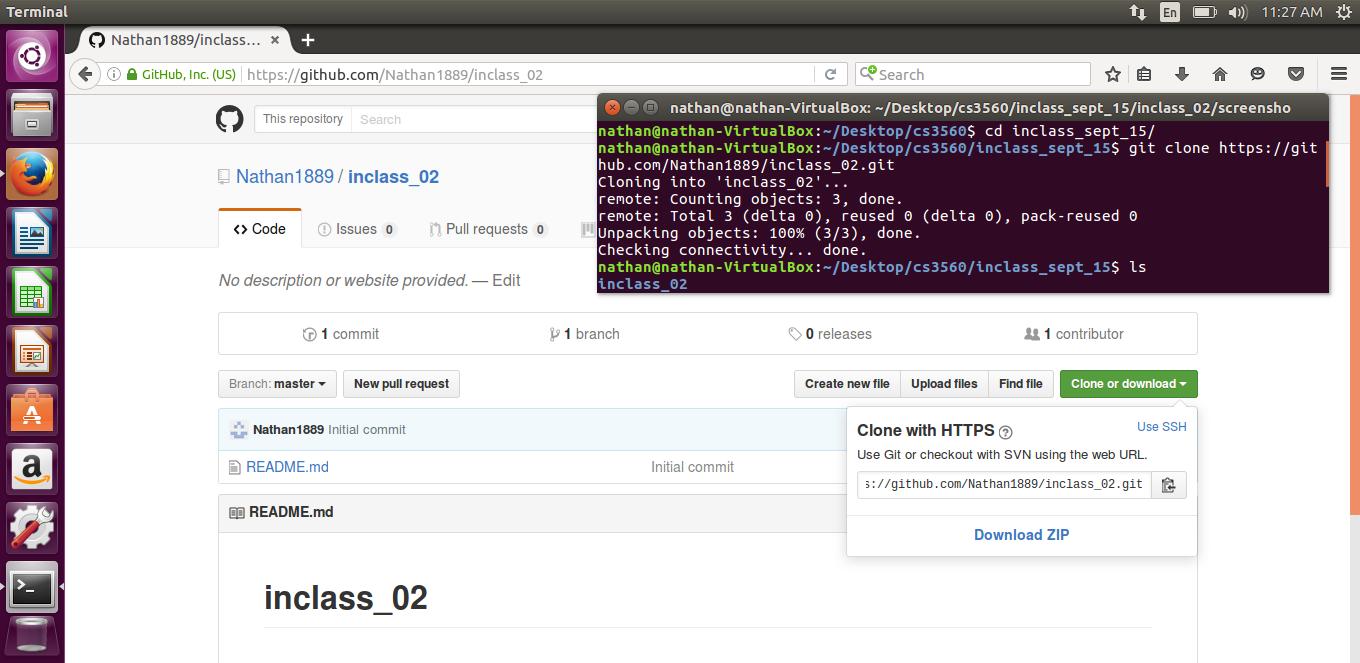 Terminal
En
11:27 AM
Nathan1889/inclass...
GitHub, Inc. (US)
https://github.com/Nathan1889/inclass_02
Search
This repository
Search
Nathan1889 / inclass_02
Code
Issues 0
Pull requests 0
No description or website provided. — Edit
nathan@nathan-VirtualBox: ~/Desktop/cs3560/inclass_sept_15/inclass_02/screensho
nathan@nathan-VirtualBox:~/Desktop/cs3560$ cd inclass_sept_15/
nathan@nathan-VirtualBox:~/Desktop/cs3560/inclass_sept_15$ git clone https://git
hub.com/Nathan1889/inclass_02.git
Cloning into 'inclass_02'...
remote: Counting objects: 3, done.
remote: Total 3 (delta 0), reused 0 (delta 0), pack-reused 0
Unpacking objects: 100% (3/3), done.
Checking connectivity... done.
nathan@nathan-VirtualBox:~/Desktop/cs3560/inclass_sept_15$ ls
inclass_02
1 commit
1 branch
0 releases
1 contributor
Branch: master
New pull request
Create new file
Upload files
Find file
Clone or download
Nathan1889 Initial commit
README.md
Initial commit
Clone with HTTPS
Use SSH
Use Git or checkout with SVN using the web URL.
s://github.com/Nathan1889/inclass_02.git
Download ZIP
README.md
inclass_02